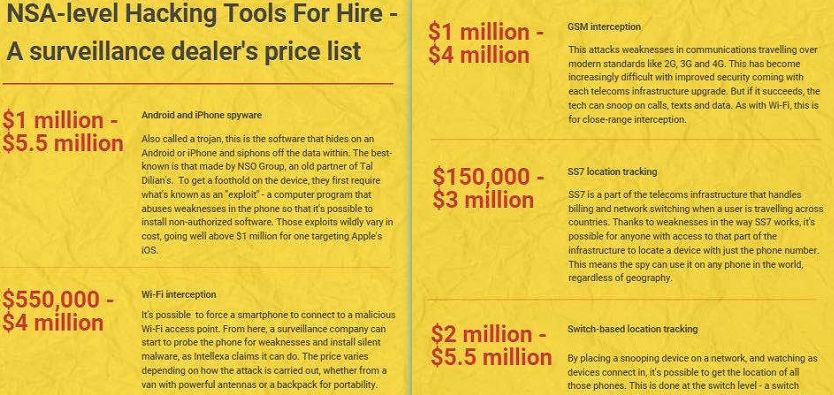 NSA-level Hacking Tools For Hire -
A surveillance dealer's price list
$1 million -
$5.5 million
Android and iPhone spyware
Also called a trojan, this is the software that hides on an
Android or iPhone and siphons off the data within. The best-
known is that made by NSO Group, an old partner of Tal
Dilian's. To get a foothold on the device, they first require
what's known as an "exploit" - a computer program that
abuses weaknesses in the phone so that it's possible to
install non-authorized software. Those exploits wildly vary in
cost, going well above $1 million for one targeting Apple's
iOS.
$550,000 -
$4 million
Wi-Fi interception
It's possible to force a smartphone to connect to a malicious
Wi-Fi access point. From here, a surveillance company can
start to probe the phone for weaknesses and install silent
malware, as Intellexa claims it can do. The price varies
depending on how the attack is carried out, whether from a
van with powerful antennas or a backpack for portability.
$1 million -
$4 million
GSM interception
This attacks weaknesses in communications travelling over
modern standards like 2G, 3G and 4G. This has become
increasingly difficult with improved security coming with
each telecoms infrastructure upgrade. But if it succeeds, the
tech can snoop on calls, texts and data. As with Wi-Fi, this is
for close-range interception.
$150,000 -
$3 million
SS7 location tracking
SS7 is a part of the telecoms infrastructure that handles
billing and network switching when a user is travelling across
countries. Thanks to weaknesses in the way SS7 works, it's
possible for anyone with access to that part of the
infrastructure to locate a device with just the phone number.
This means the spy can use it on any phone in the world,
regardless of geography.
$2 million -
$5.5 million
Switch-based location tracking
By placing a snooping device on a network, and watching as
devices connect in, it's possible to get the location of all
those phones. This is done at the switch level - a switch